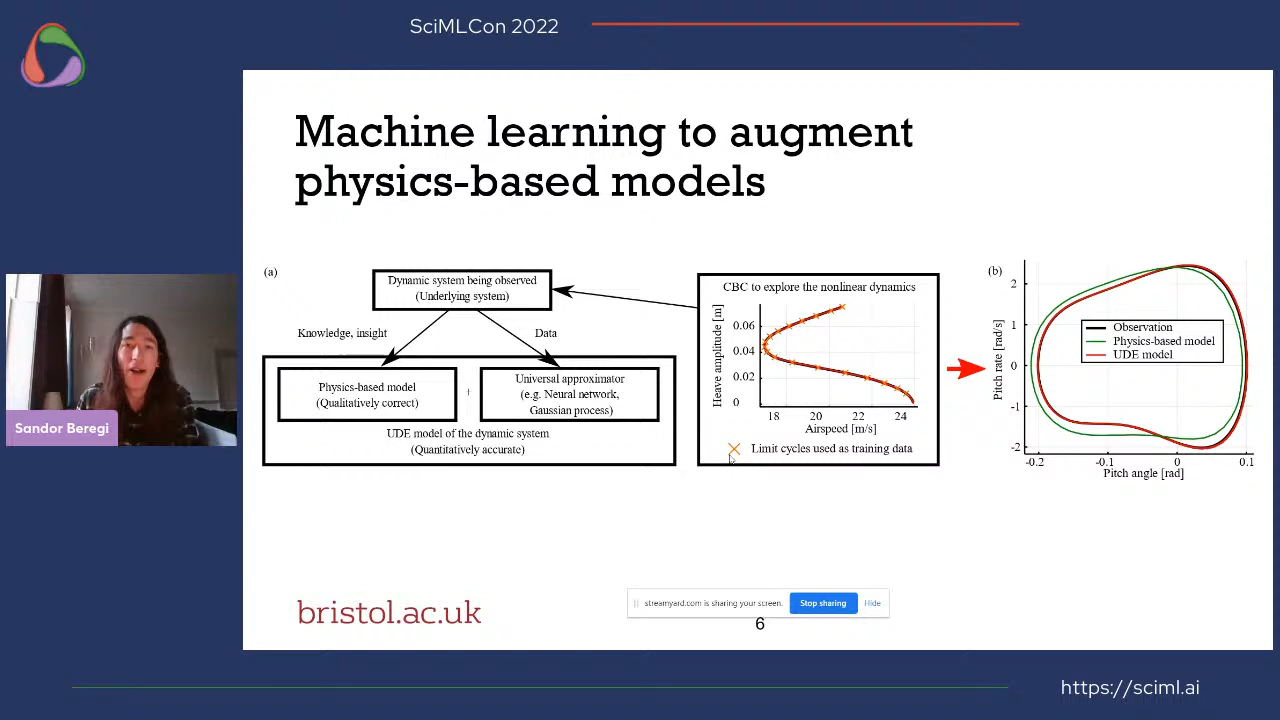 SciMLCon 2022
Machine learning to augment
physics-based models
(a)
Dynamic system being observed
(Underlying system)
Knowledge, insight
Data
Physics-based model
(Qualitatively correct)
+
Universal approximator
(e.g. Neural network,
Gaussian process)
UDE model of the dynamic system
(Quantitatively accurate)
CBC to explore the nonlinear dynamics
Heave amplitude [m]
0.06
0.04
0.02
0
18 20 22 24
Airspeed [m/s]
Limit cycles used as training data
(b)
Pitch rate [rad/s]
2
1
0
-1
-2
Observation
Physics-based model
UDE model
-0.2 -0.1 0 0.1
Pitch angle [rad]
Sandor Beregi
bristol.ac.uk
streamyard.com is sharing your screen.
Stop sharing
Hide
6
https://sciml.ai